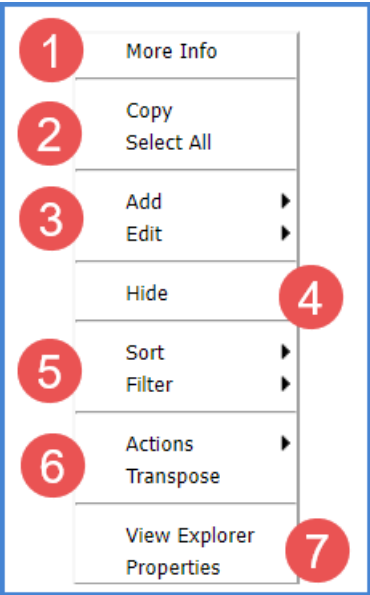 1 More Info
Copy
2 Select All
Add
3 Edit
Hide 4
Sort
5 Filter
Actions
6 Transpose
View Explorer
7 Properties